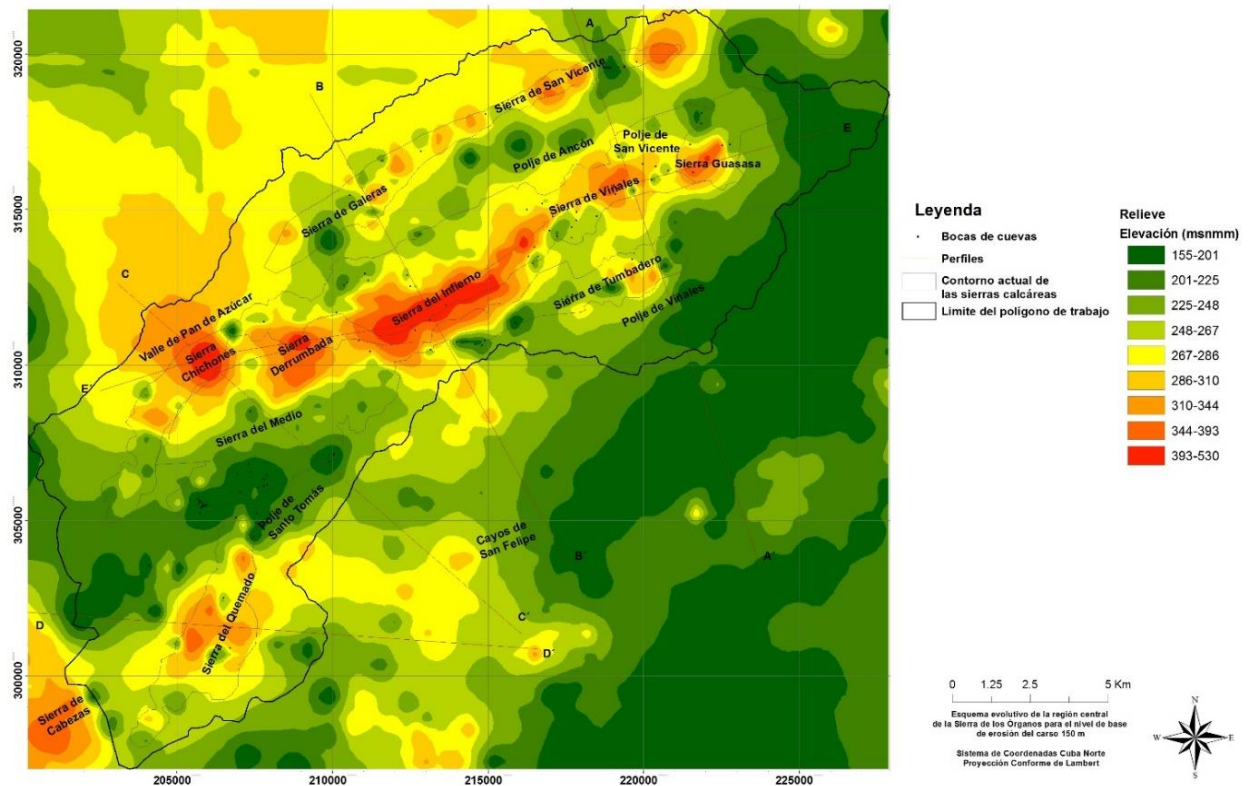 A
B
C
D
E
Sierra de San Vicente
Polje de
San Vicente
Polje de Ancón
Sierra Guasasa
Sierra de Viñales
Sierra de Galeras
Sierra de Tumbadero
Polje de Viñales
Sierra del Infierno
Valle de Pan de Azúcar
Sierra
Chichones
Sierra
Derrumbada
E´
Sierra del Medio
Polje de
Santo Tomás
Cayos de
San Felipe
B´
A´
C´
D´
Sierra del Quemado
Sierra de
Cabezas
320000
315000
310000
305000
300000
205000
210000
215000
220000
225000
Leyenda
Bocas de cuevas
Perfiles
Contorno actual de
las sierras calcáreas
Limite del polígono de trabajo
Relieve
Elevación (msnmm)
155-201
201-225
225-248
248-267
267-286
286-310
310-344
344-393
393-530
0 1.25 2.5 5 Km
Esquema evolutivo de la región central
de la Sierra de los Órganos para el nivel de base
de erosión del carso 150 m
Sistema de Coordenadas Cuba Norte
Proyección Conforme de Lambert
N
W
E
S